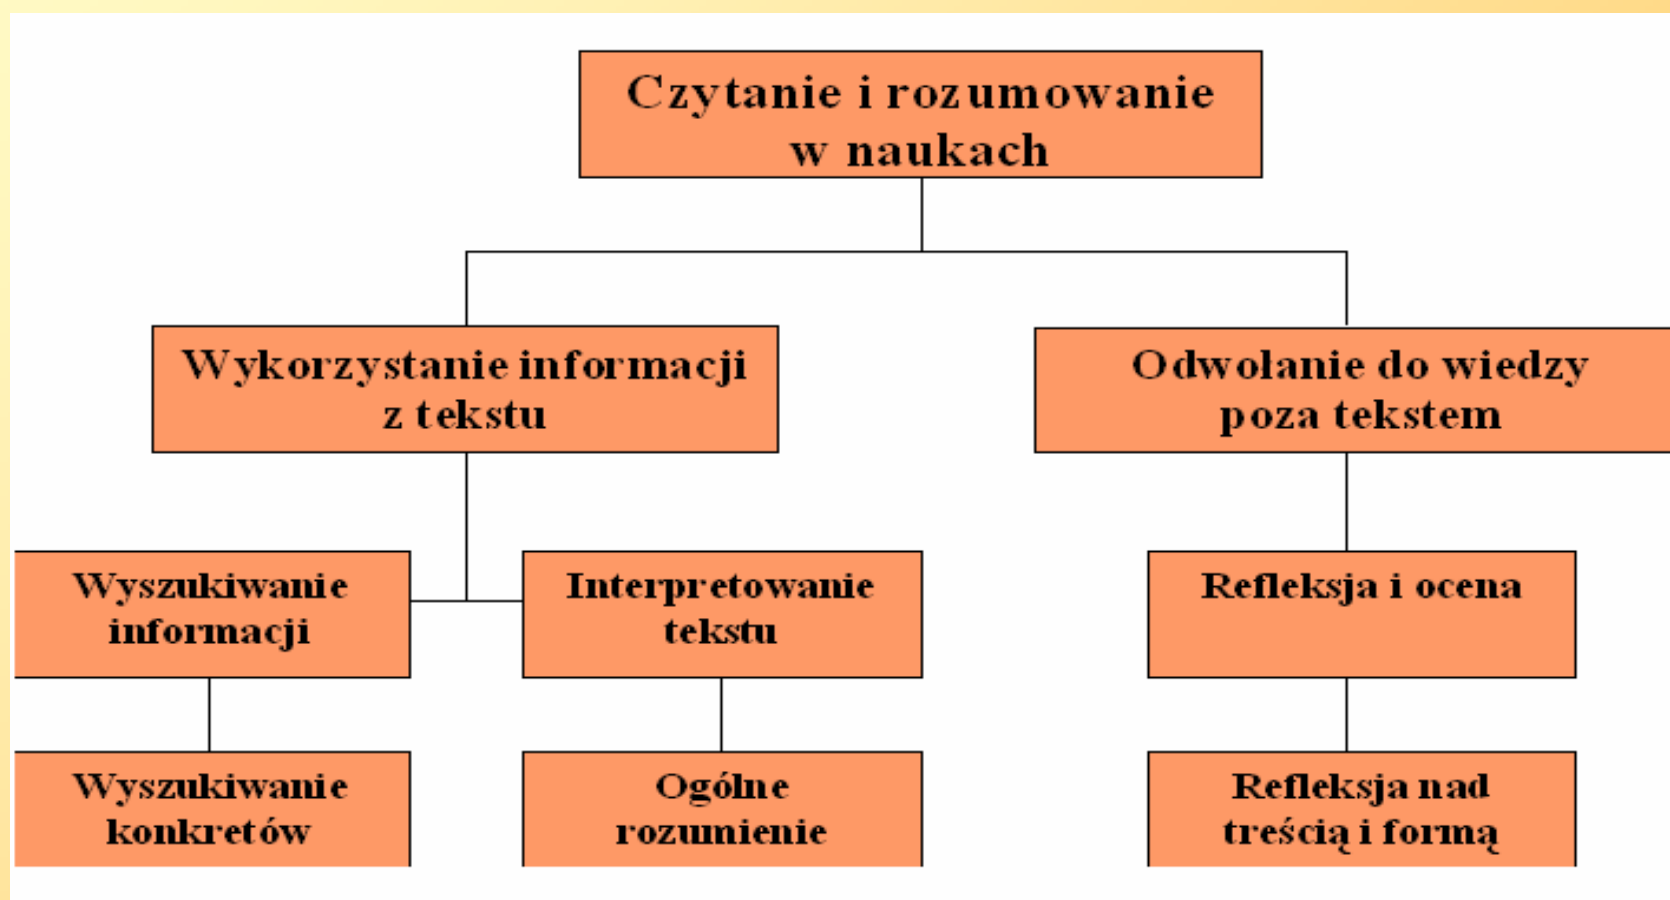 Czytanie i rozumowanie
w naukach
Wykorzystanie informacji
z tekstu
Odwołanie do wiedzy
poza tekstem
Wyszukiwanie
informacji
Interpretowanie
tekstu
Refleksja i ocena
Wyszukiwanie
konkretów
Ogólne
rozumienie
Refleksja nad
treścią i formą